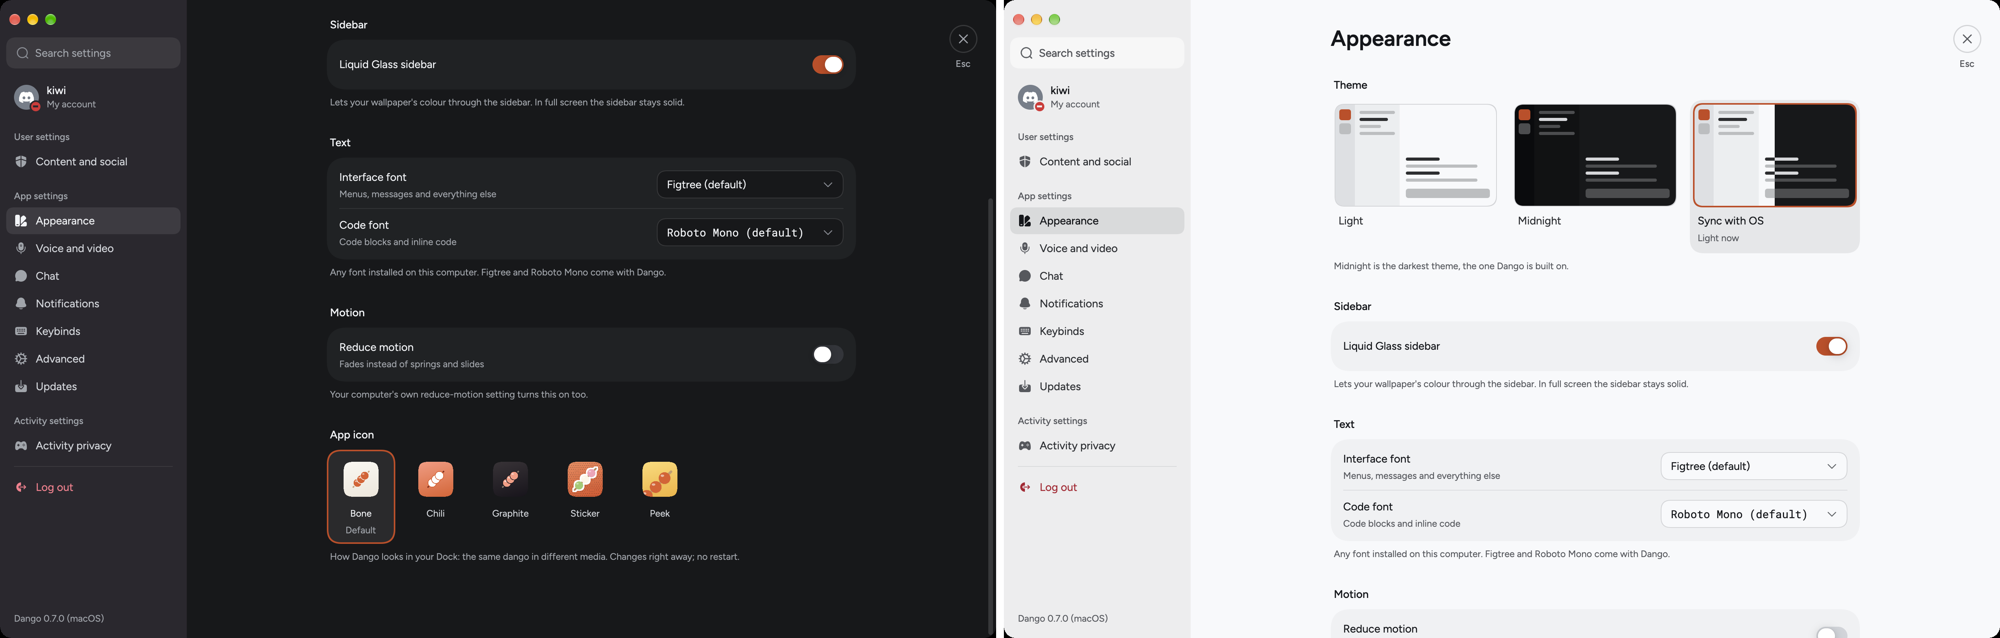 Search settings
kiwi
My account
User settings
Content and social
App settings
Appearance
Voice and video
Chat
Notifications
Keybinds
Advanced
Updates
Activity settings
Activity privacy
Log out
Dango 0.7.0 (macOS)
Sidebar
Liquid Glass sidebar
Lets your wallpaper's colour through the sidebar. In full screen the sidebar stays solid.
Text
Interface font
Menus, messages and everything else
Figtree (default)
Code font
Code blocks and inline code
Roboto Mono (default)
Any font installed on this computer. Figtree and Roboto Mono come with Dango.
Motion
Reduce motion
Fades instead of springs and slides
Your computer's own reduce-motion setting turns this on too.
App icon
Bone
Default
Chili
Graphite
Sticker
Peek
How Dango looks in your Dock: the same dango in different media. Changes right away; no restart.
Esc
Search settings
kiwi
My account
User settings
Content and social
App settings
Appearance
Voice and video
Chat
Notifications
Keybinds
Advanced
Updates
Activity settings
Activity privacy
Log out
Dango 0.7.0 (macOS)
Appearance
Esc
Theme
Light
Midnight
Sync with OS
Light now
Midnight is the darkest theme, the one Dango is built on.
Sidebar
Liquid Glass sidebar
Lets your wallpaper's colour through the sidebar. In full screen the sidebar stays solid.
Text
Interface font
Menus, messages and everything else
Figtree (default)
Code font
Code blocks and inline code
Roboto Mono (default)
Any font installed on this computer. Figtree and Roboto Mono come with Dango.
Motion
Reduce motion